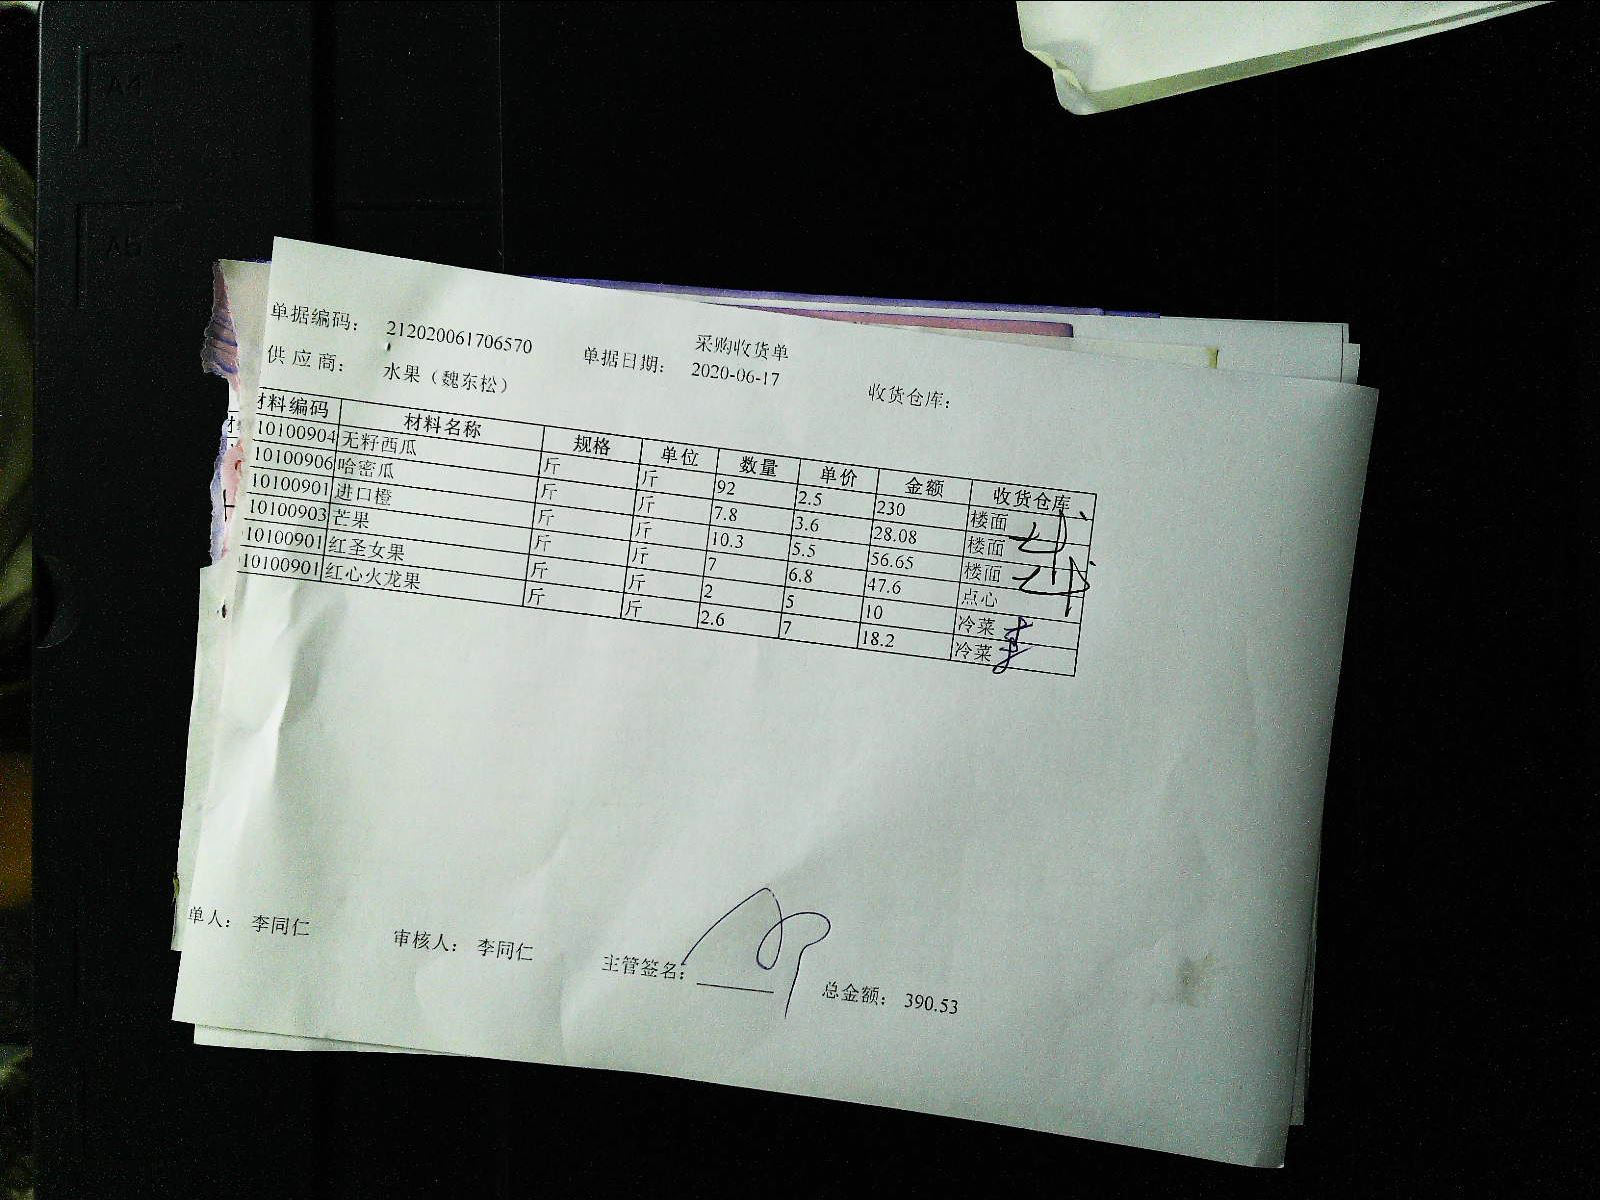 采购收货单
单据编码: 212020061706570 单据日期: 2020-06-17 收货仓库:
供应商: 水果（魏东松）
材料编码 材料名称 规格 单位 数量 单价 金额 收货仓库
10100904 无籽西瓜 斤 斤 92 2.5 230 楼面
10100906 哈密瓜 斤 斤 7.8 3.6 28.08 楼面
10100901 进口橙 斤 斤 10.3 5.5 56.65 楼面
10100903 芒果 斤 斤 7 6.8 47.6 点心
10100901 红圣女果 斤 斤 2 5 10 冷菜
10100901 红心火龙果 斤 斤 2.6 7 18.2 冷菜
单人: 李同仁 审核人: 李同仁 主管签名: 总金额: 390.53
A4
A5